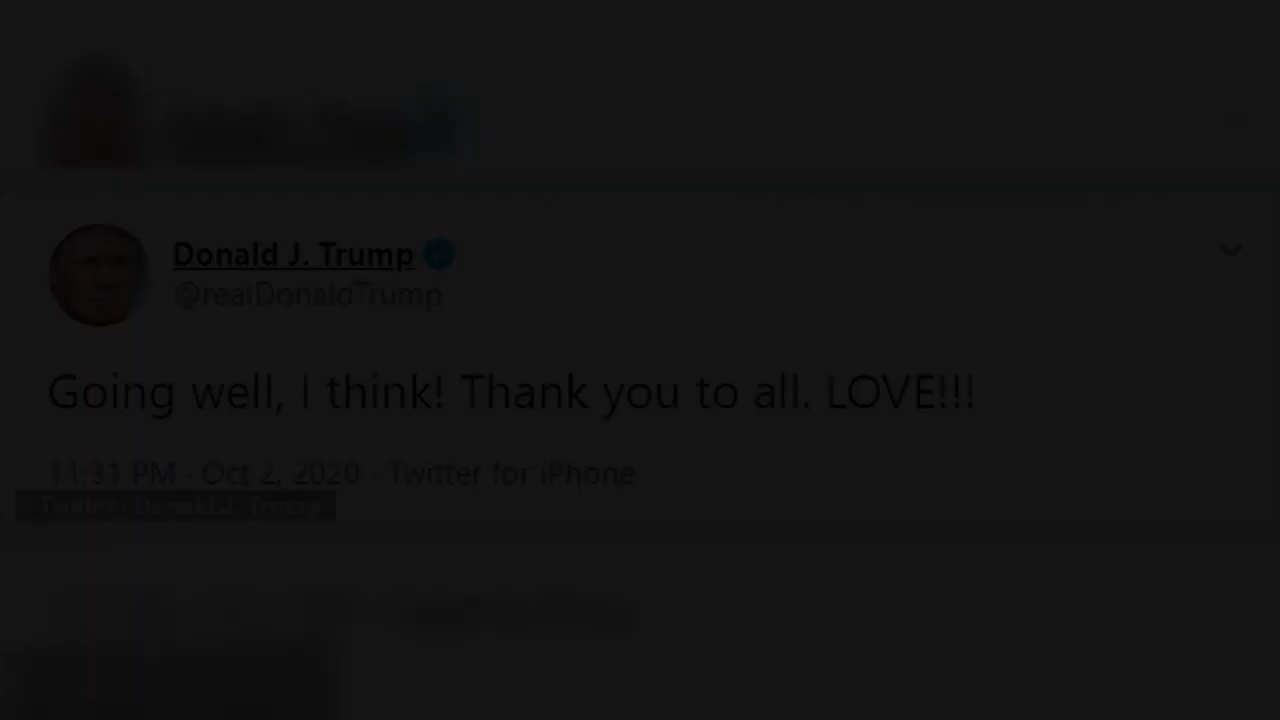 Donald J. Trump
@realDonaldTrump
Going well, I think! Thank you to all. LOVE!!!
11:31 PM · Oct 2, 2020 · Twitter for iPhone
Twitter: Donald J. Trump